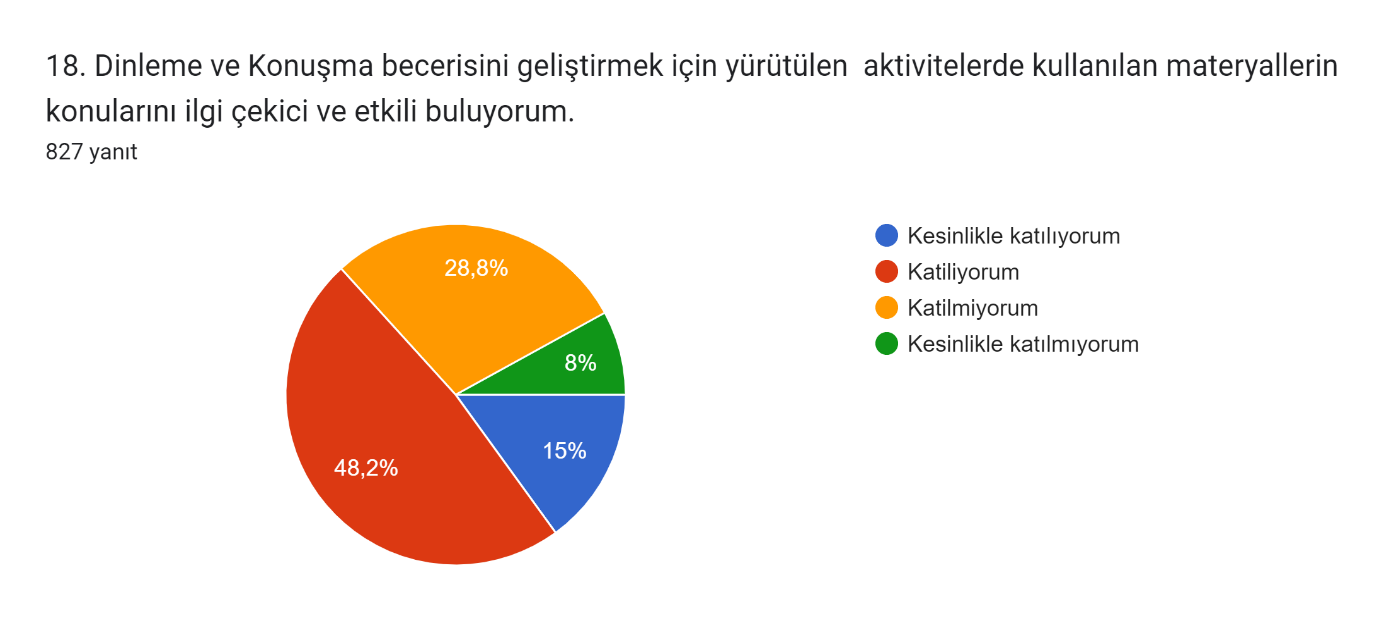 18. Dinleme ve Konuşma becerisini geliştirmek için yürütülen  aktivitelerde kullanılan materyallerin
konularını ilgi çekici ve etkili buluyorum.
827 yanıt
Kesinlikle katılıyorum
Katiliyorum
Katilmiyorum
Kesinlikle katılmıyorum
28,8%
8%
15%
48,2%